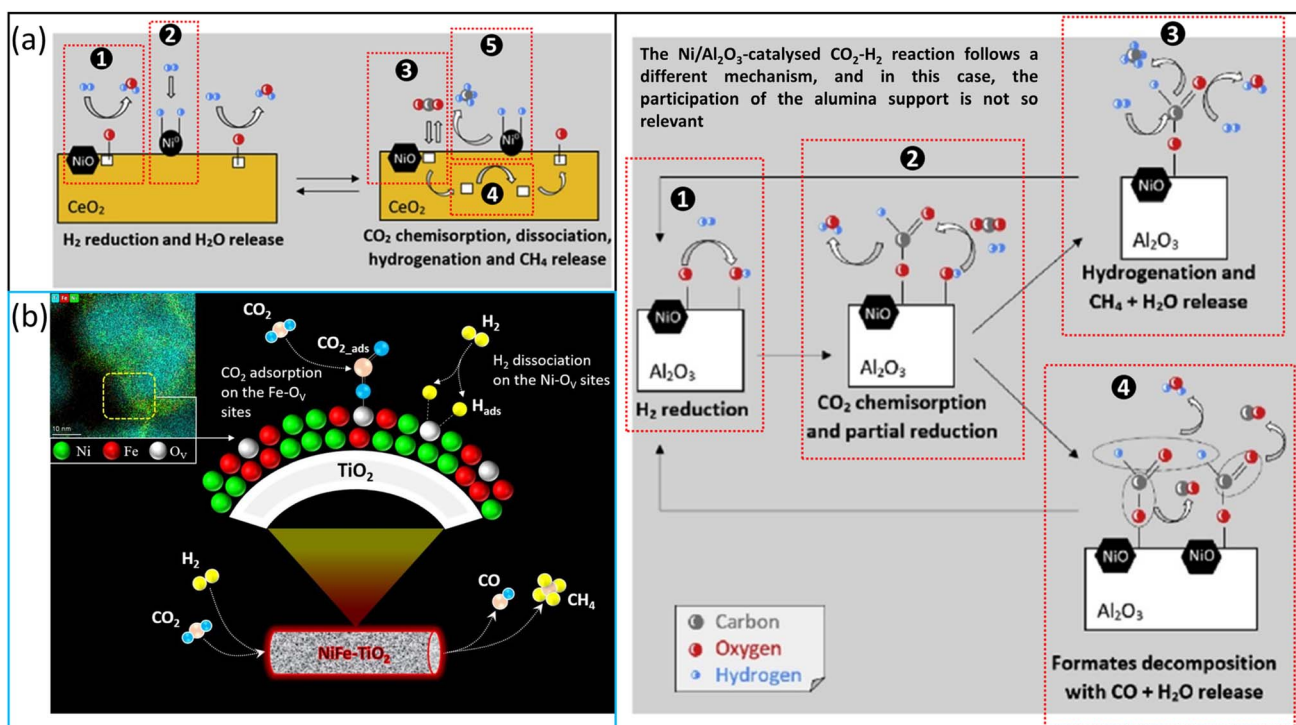 (a)
1
2
NiO
Ni⁰
CeO₂
H₂ reduction and H₂O release
3
5
NiO
Ni⁰
4
CeO₂
CO₂ chemisorption, dissociation,
hydrogenation and CH₄ release
The Ni/Al₂O₃-catalysed CO₂-H₂ reaction follows a
different mechanism, and in this case, the
participation of the alumina support is not so
relevant
1
NiO
Al₂O₃
H₂ reduction
2
NiO
Al₂O₃
CO₂ chemisorption
and partial reduction
3
NiO
Al₂O₃
Hydrogenation and
CH₄ + H₂O release
4
NiO
NiO
Al₂O₃
Formates decomposition
with CO + H₂O release
Carbon
Oxygen
Hydrogen
(b)
Fe
10 nm
Ni
Fe
Oᵥ
CO₂
CO₂_ads
H₂
CO₂ adsorption
on the Fe-Oᵥ
sites
H₂ dissociation
on the Ni-Oᵥ sites
H_ads
TiO₂
H₂
CO₂
CO
CH₄
NiFe-TiO₂